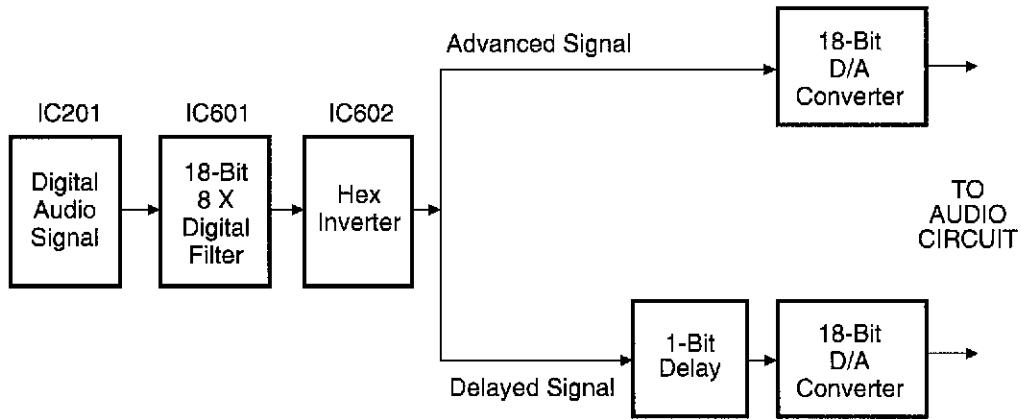 Advanced Signal
18-Bit
D/A
Converter
IC201
IC601
IC602
Digital
Audio
Signal
18-Bit
8 X
Digital
Filter
Hex
Inverter
TO
AUDIO
CIRCUIT
Delayed Signal
1-Bit
Delay
18-Bit
D/A
Converter